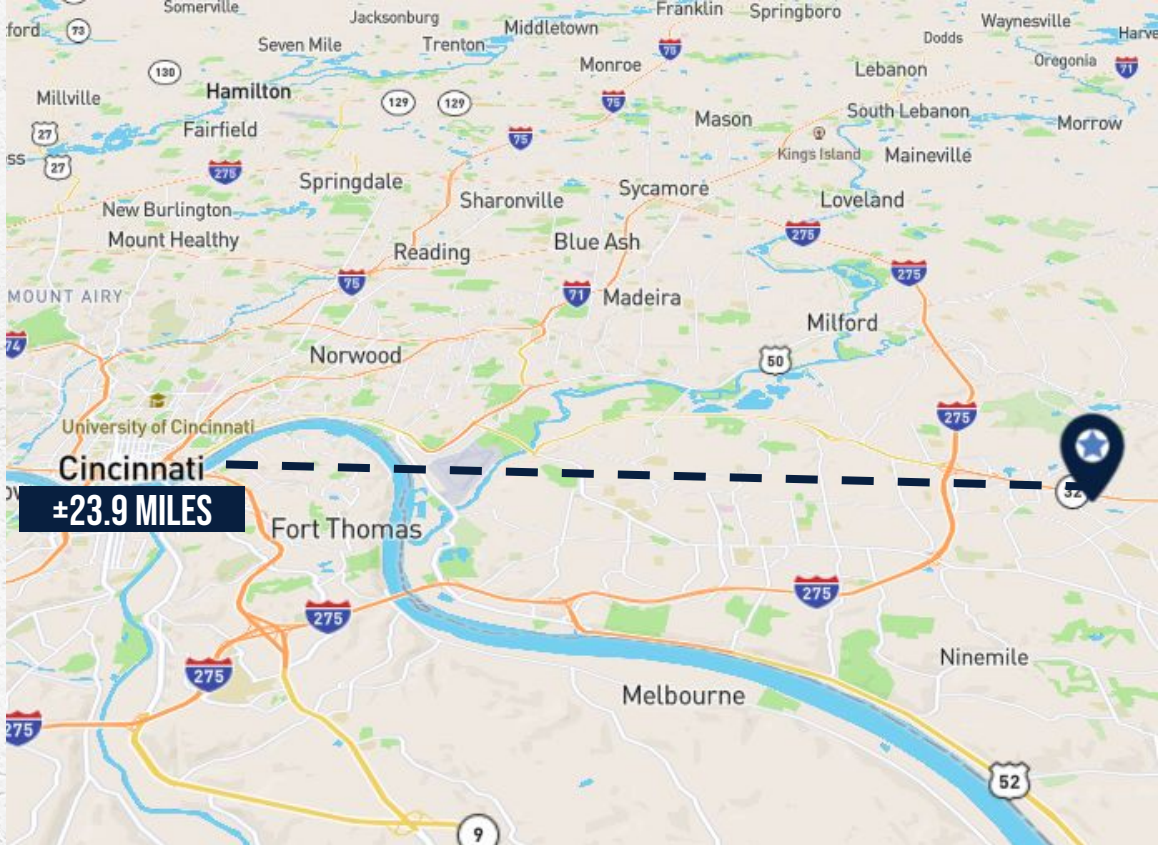 Somerville
Jacksonburg
Middletown
Franklin
Springboro
Waynesville
ford
73
Seven Mile
Trenton
75
Dodds
Harve
Monroe
Lebanon
Oregonia
71
130
Hamilton
129
129
75
Millville
Mason
South Lebanon
Morrow
27
Fairfield
75
Kings Island
Maineville
ss
27
275
Springdale
Sharonville
Sycamore
Loveland
New Burlington
Mount Healthy
Reading
Blue Ash
275
275
MOUNT AIRY
75
71
Madeira
Milford
74
Norwood
50
University of Cincinnati
275
Cincinnati
32
±23.9 MILES
Fort Thomas
275
275
275
Ninemile
Melbourne
275
52
9